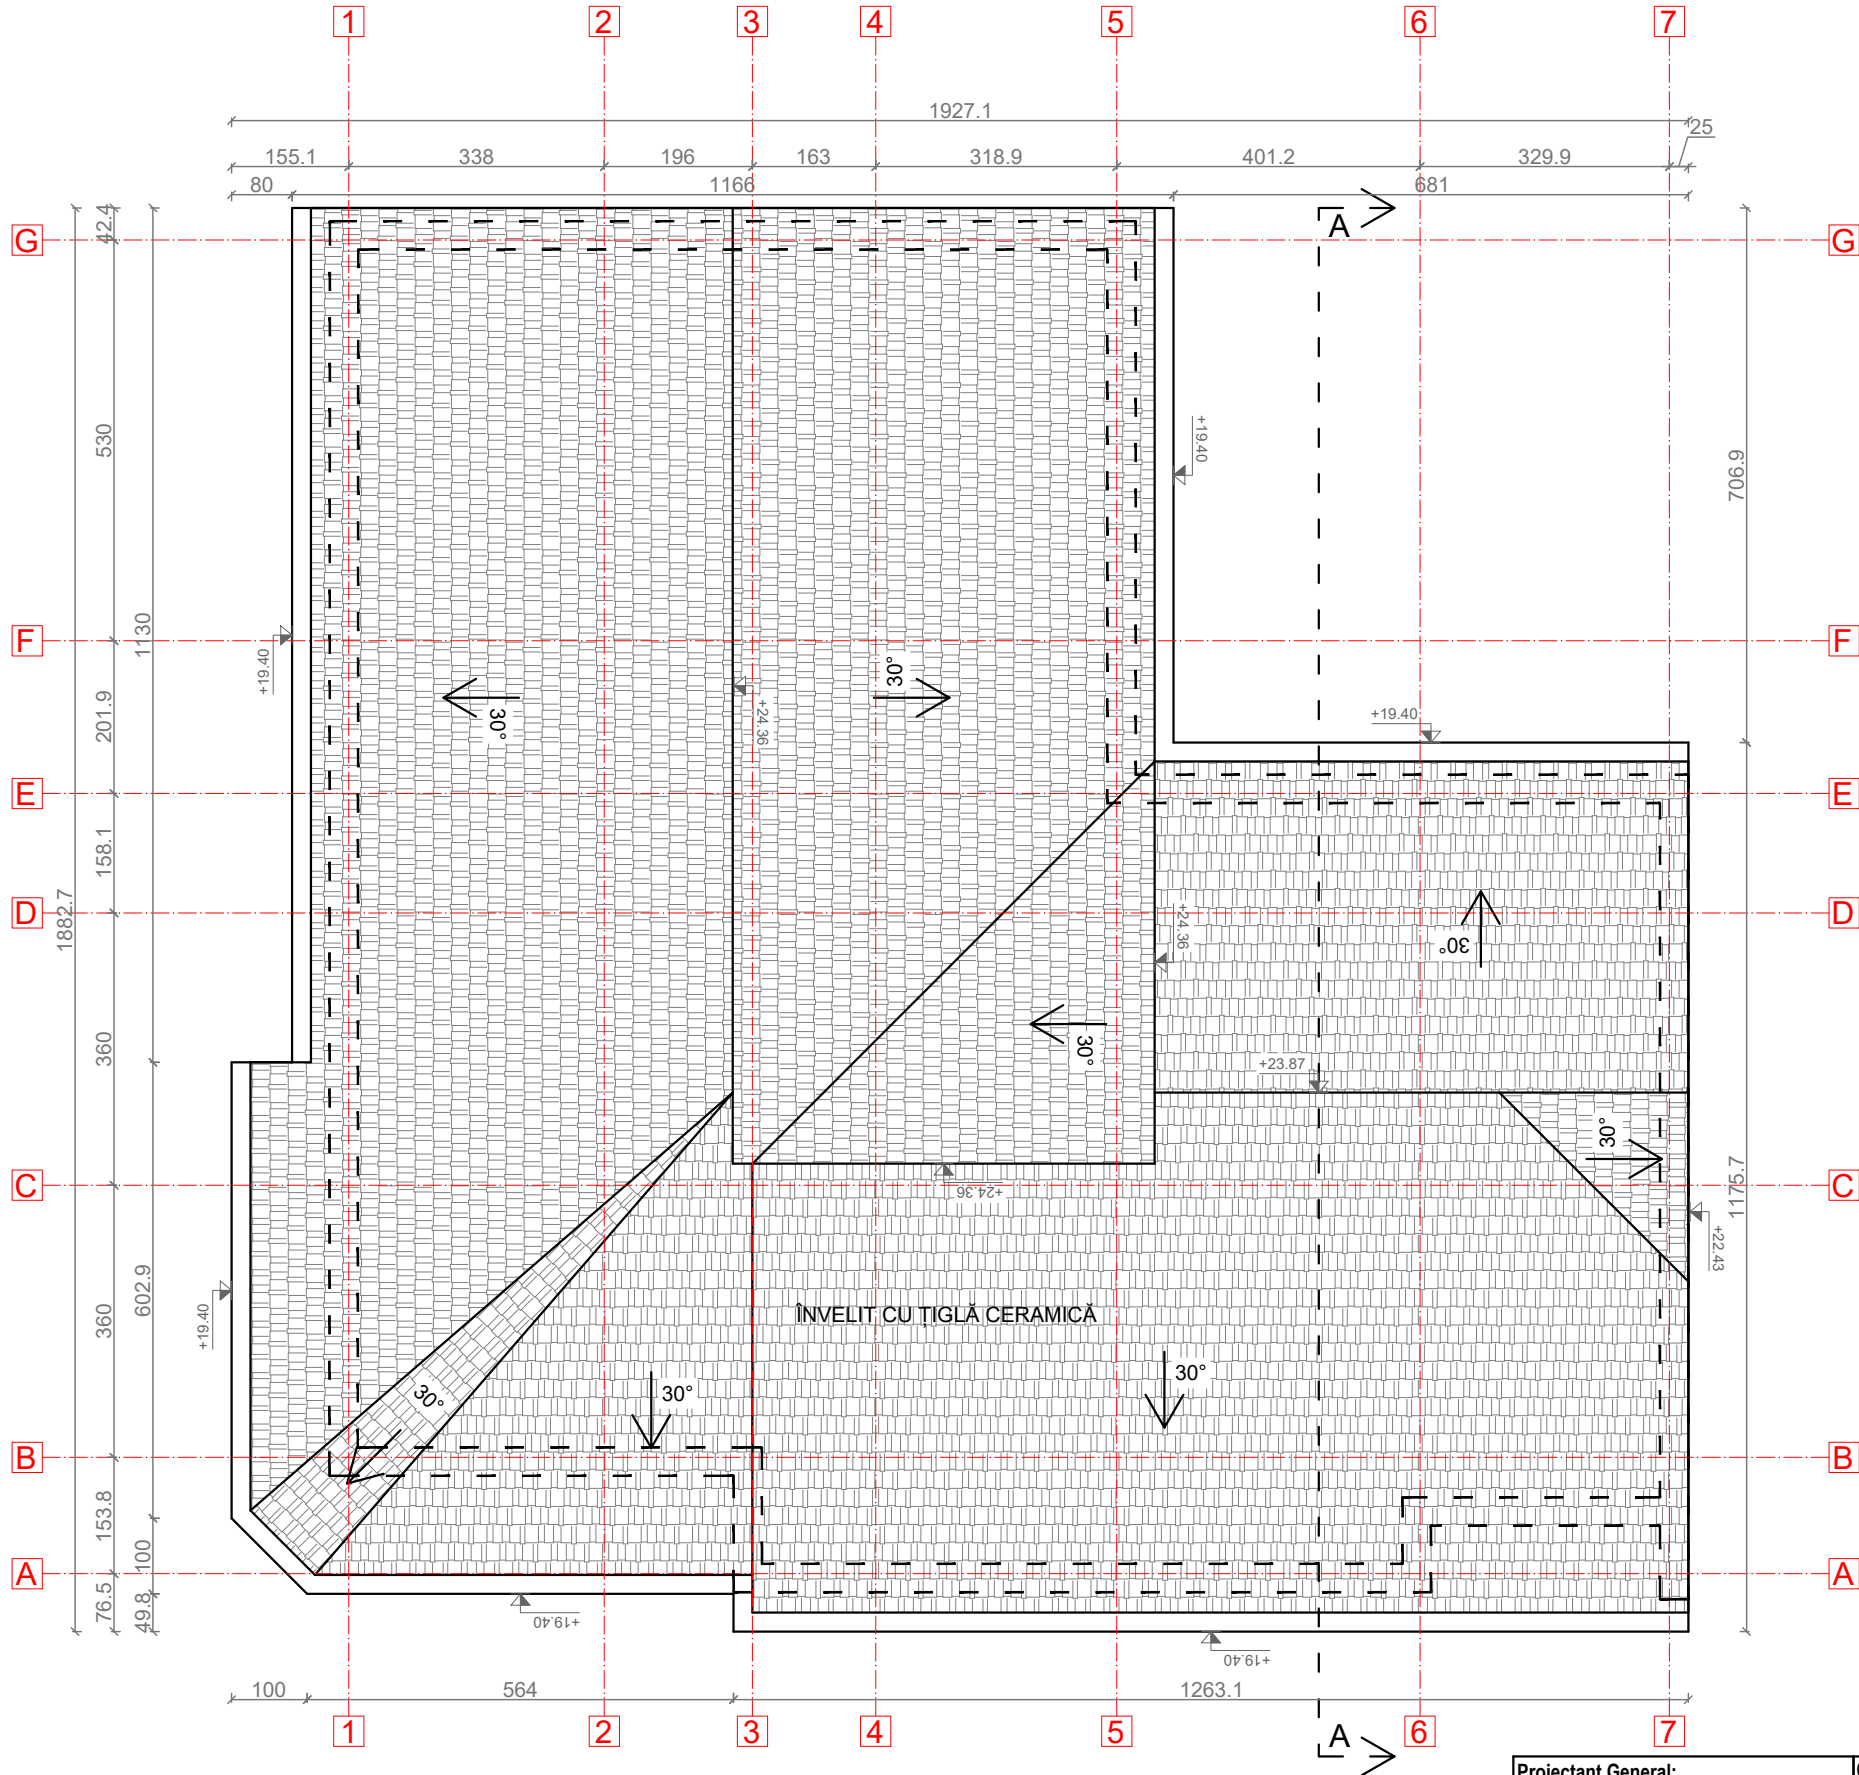 1 2 3 4 5 6 7
1927.1
25
155.1 338 196 163 318.9 401.2 329.9
80 1166 681
A
G G
42.4
530
+19.40
706.9
130
F F
+19.40
30°
30°
+24.36
201.9
+19.40
E E
158.1
1882.7
D D
+24.36
30°
360
30°
+23.87
30°
C C
+24.36
1175.7
+22.43
602.9
360
+19.40
ÎNVELIT CU ȚIGLĂ CERAMICĂ
30°
30°
30°
B B
153.8
100
A A
76.5
49.8
+19.40
+19.40
100 564 1263.1
1 2 3 4 5 6 7
A
Proiectant General: